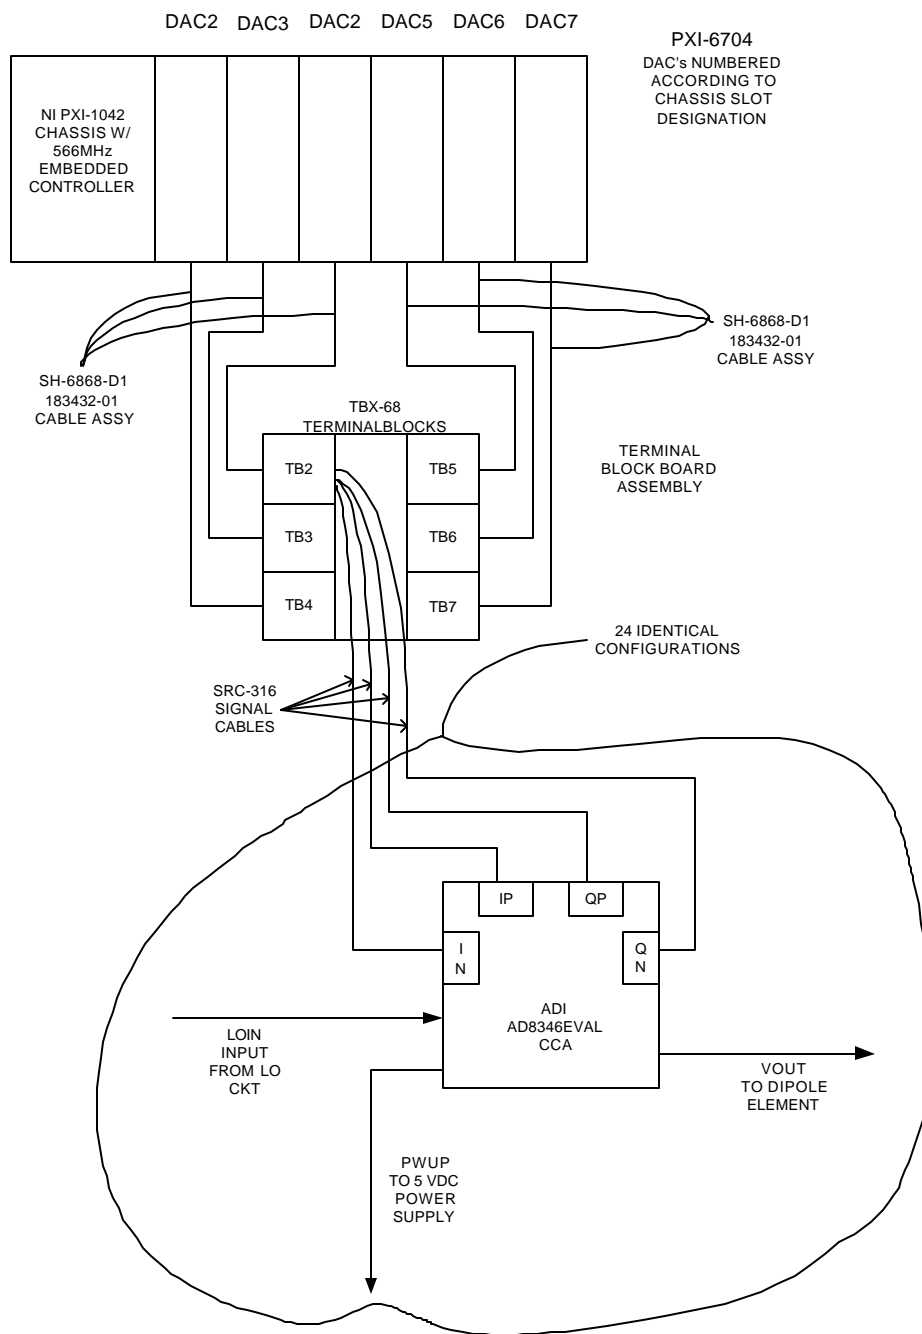 DAC2 DAC3 DAC2 DAC5 DAC6 DAC7
PXI-6704
DAC's NUMBERED
ACCORDING TO
CHASSIS SLOT
DESIGNATION
NI PXI-1042
CHASSIS W/
566MHz
EMBEDDED
CONTROLLER
SH-6868-D1
183432-01
CABLE ASSY
SH-6868-D1
183432-01
CABLE ASSY
TBX-68
TERMINALBLOCKS
TB2
TB5
TB3
TB6
TB4
TB7
TERMINAL
BLOCK BOARD
ASSEMBLY
24 IDENTICAL
CONFIGURATIONS
SRC-316
SIGNAL
CABLES
IP
QP
I
N
Q
N
ADI
AD8346EVAL
CCA
LOIN
INPUT
FROM LO
CKT
VOUT
TO DIPOLE
ELEMENT
PWUP
TO 5 VDC
POWER
SUPPLY